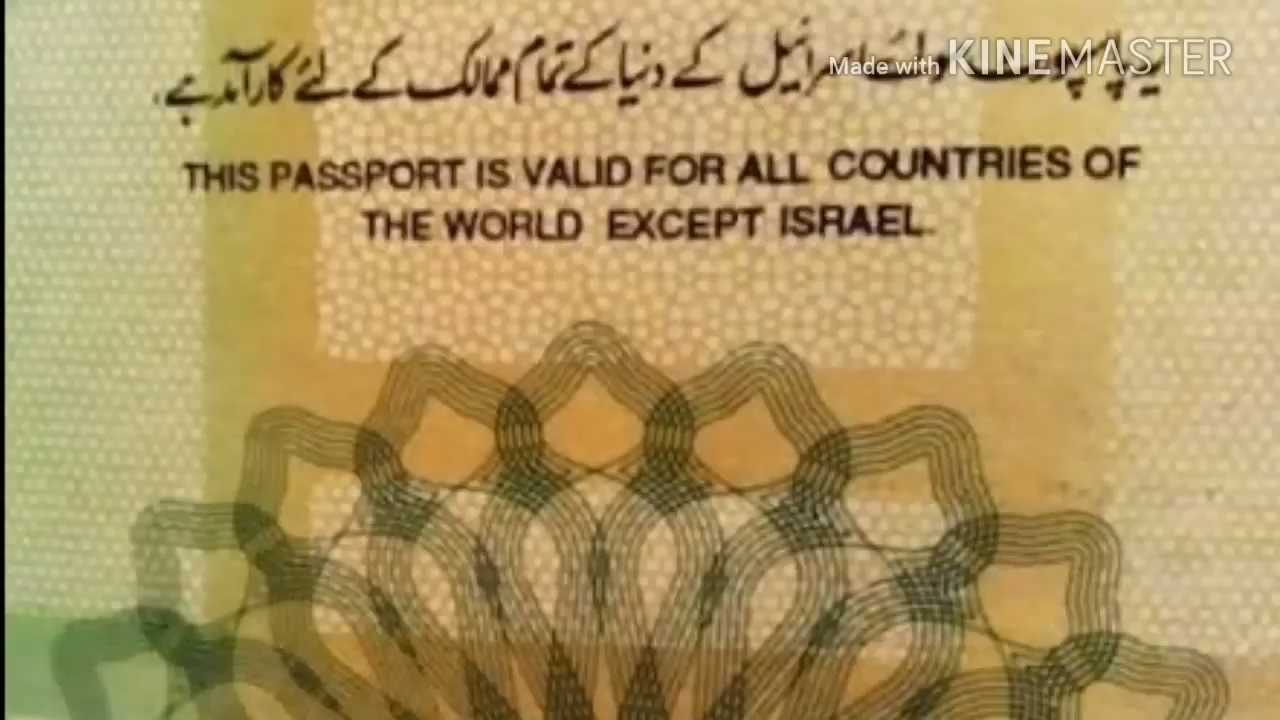 یہ پاسپورٹ سوائے اسرائیل کے دنیا کے تمام ممالک کے لئے کارآمد ہے۔
Made with KINEMASTER
THIS PASSPORT IS VALID FOR ALL COUNTRIES OF
THE WORLD EXCEPT ISRAEL.